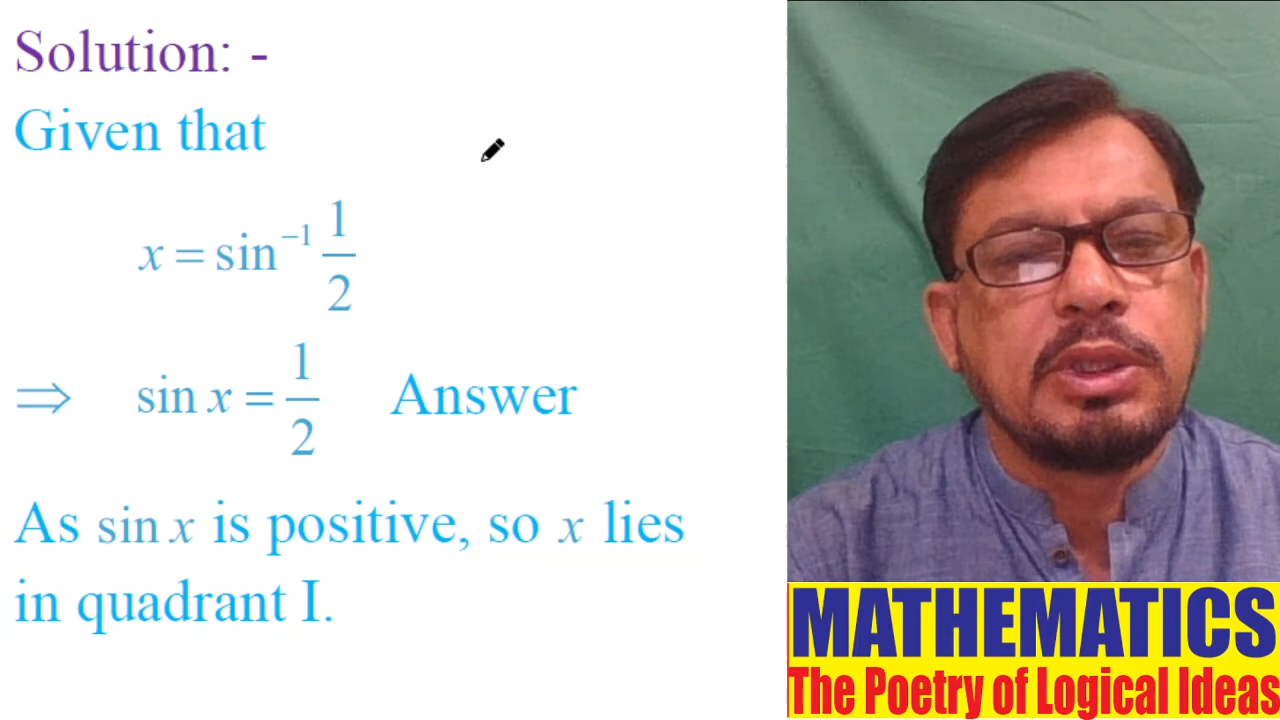 Solution: -
Given that
x = sin⁻¹ 1/2
⇒ sin x = 1/2 Answer
As sin x is positive, so x lies
in quadrant I.
MATHEMATICS
The Poetry of Logical Ideas